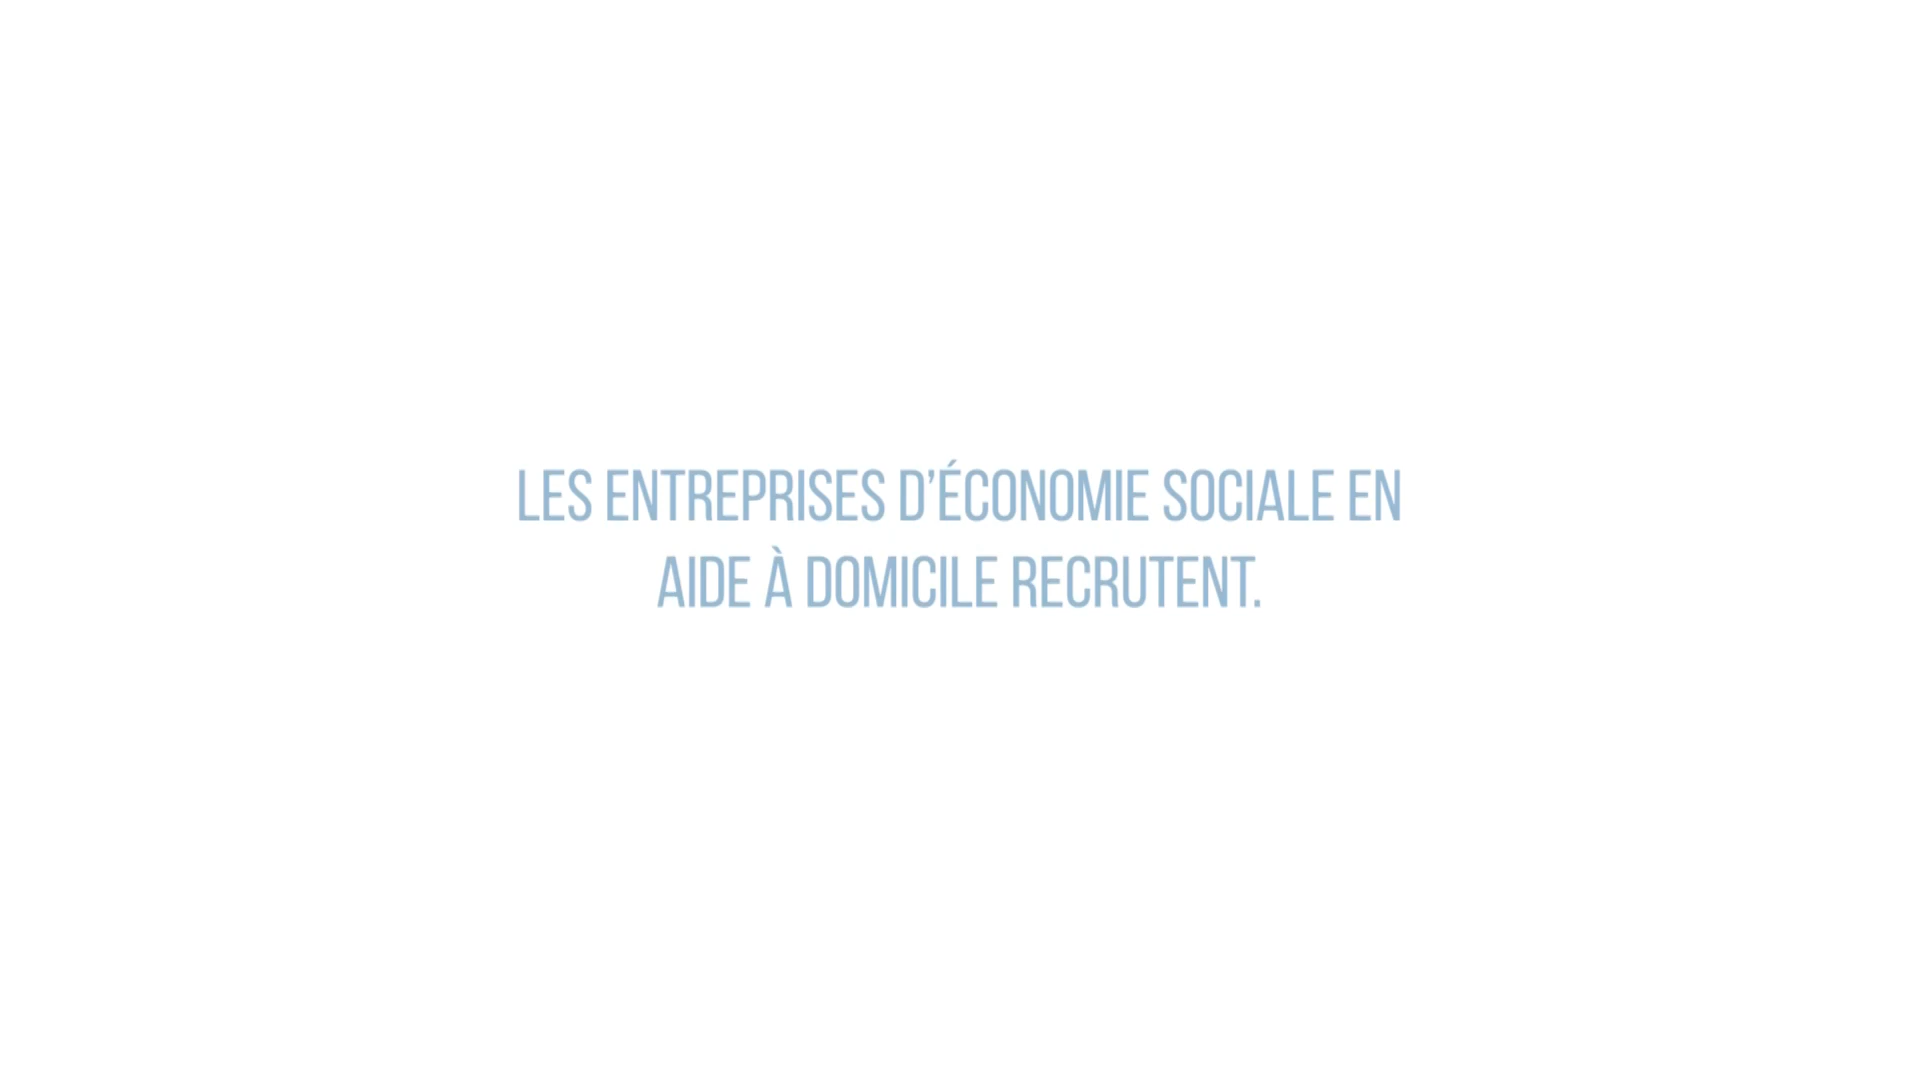 LES ENTREPRISES D’ÉCONOMIE SOCIALE EN
AIDE À DOMICILE RECRUTENT.